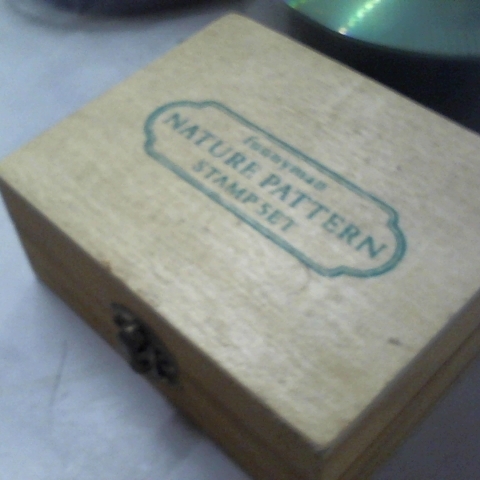 funnyman
NATURE PATTERN
STAMP SET